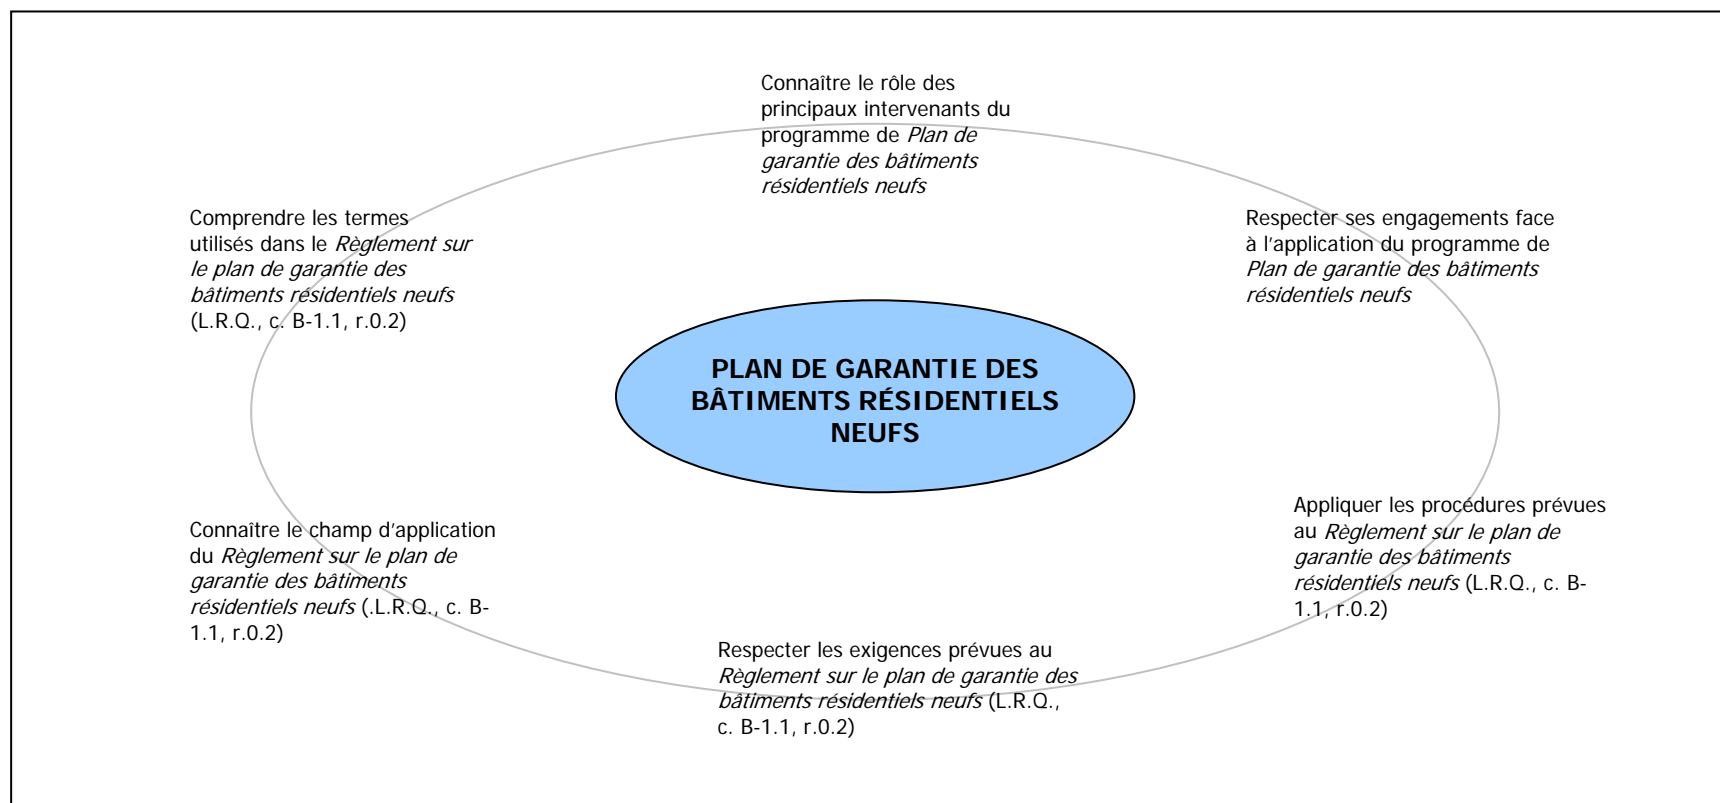 Connaître le rôle des
principaux intervenants du
programme de Plan de
garantie des bâtiments
résidentiels neufs
Comprendre les termes
utilisés dans le Règlement sur
le plan de garantie des
bâtiments résidentiels neufs
(L.R.Q., c. B-1.1, r.0.2)
Respecter ses engagements face
à l'application du programme de
Plan de garantie des bâtiments
résidentiels neufs
PLAN DE GARANTIE DES
BÂTIMENTS RÉSIDENTIELS
NEUFS
Connaître le champ d'application
du Règlement sur le plan de
garantie des bâtiments
résidentiels neufs (.L.R.Q., c. B-
1.1, r.0.2)
Appliquer les procédures prévues
au Règlement sur le plan de
garantie des bâtiments
résidentiels neufs (L.R.Q., c. B-
1.1, r.0.2)
Respecter les exigences prévues au
Règlement sur le plan de garantie des
bâtiments résidentiels neufs (L.R.Q.,
c. B-1.1, r.0.2)